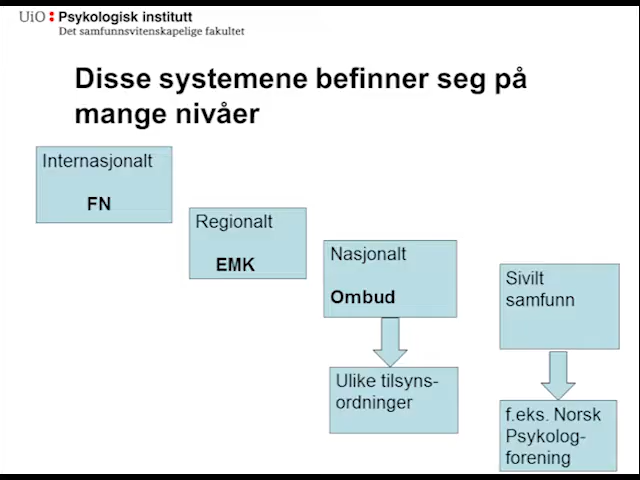 UiO Psykologisk institutt
Det samfunnsvitenskapelige fakultet
Disse systemene befinner seg på
mange nivåer
Internasjonalt
FN
Regionalt
EMK
Nasjonalt
Ombud
Sivilt
samfunn
Ulike tilsyns-
ordninger
f.eks. Norsk
Psykolog-
forening